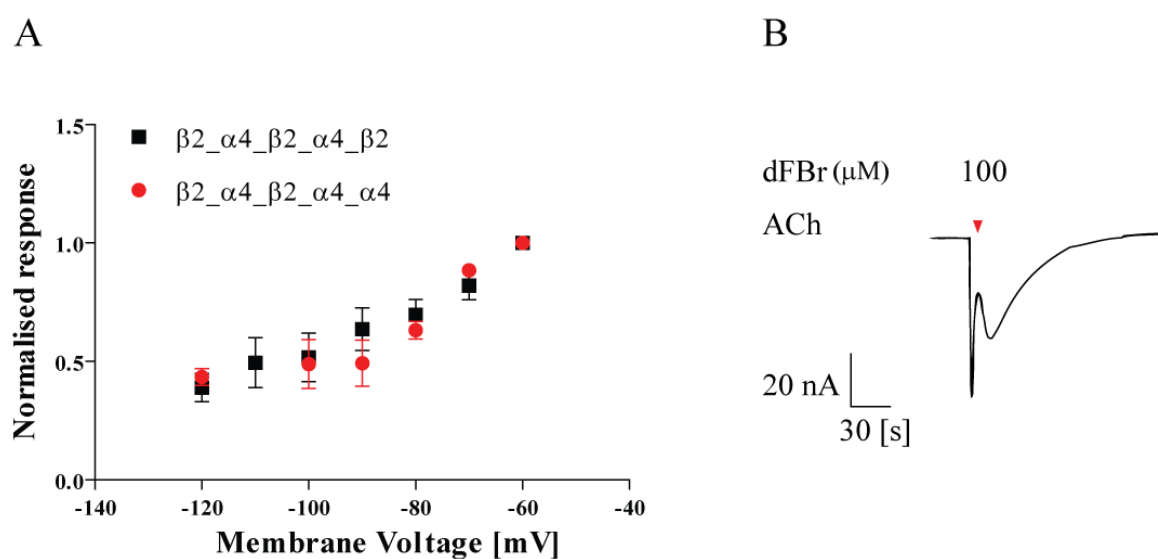 A
B
1.5
1.0
0.5
0.0
Normalised response
β2_α4_β2_α4_β2
β2_α4_β2_α4_α4
-140
-120
-100
-80
-60
-40
Membrane Voltage [mV]
dFBr (μM) 100
ACh
20 nA
30 [s]